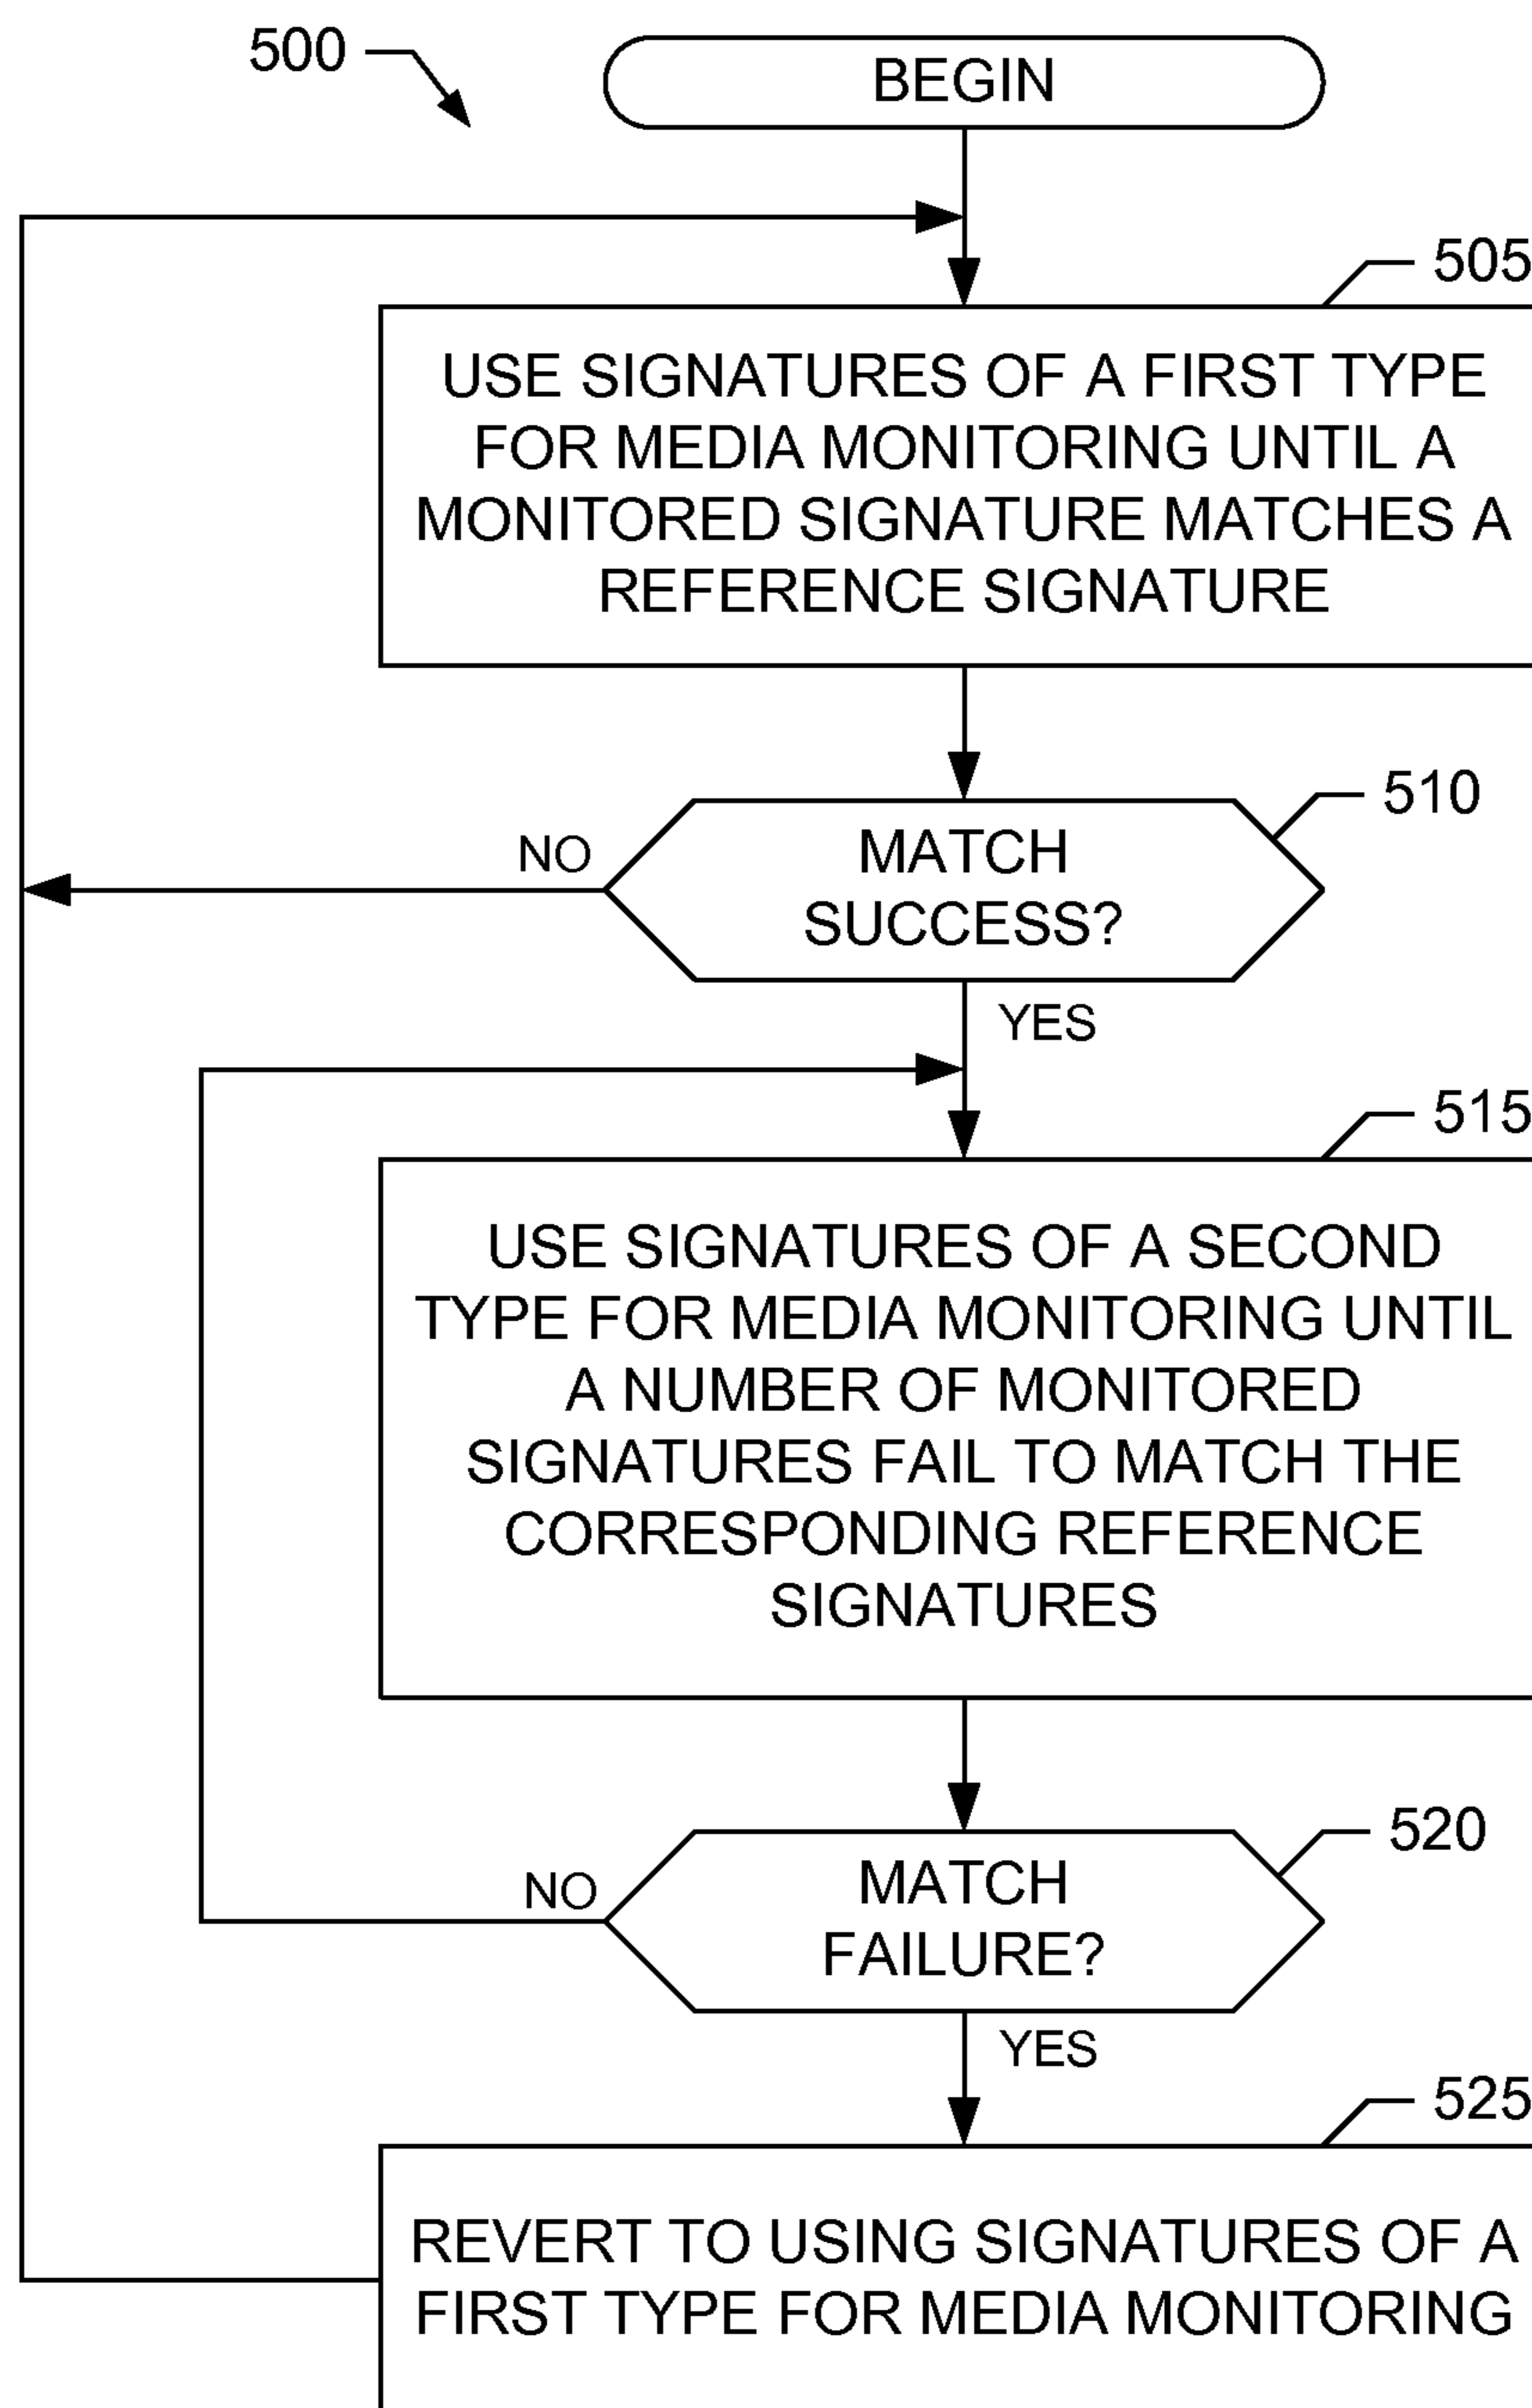 500
BEGIN
505
USE SIGNATURES OF A FIRST TYPE
FOR MEDIA MONITORING UNTIL A
MONITORED SIGNATURE MATCHES A
REFERENCE SIGNATURE
510
NO
MATCH
SUCCESS?
YES
515
USE SIGNATURES OF A SECOND
TYPE FOR MEDIA MONITORING UNTIL
A NUMBER OF MONITORED
SIGNATURES FAIL TO MATCH THE
CORRESPONDING REFERENCE
SIGNATURES
520
NO
MATCH
FAILURE?
YES
525
REVERT TO USING SIGNATURES OF A
FIRST TYPE FOR MEDIA MONITORING